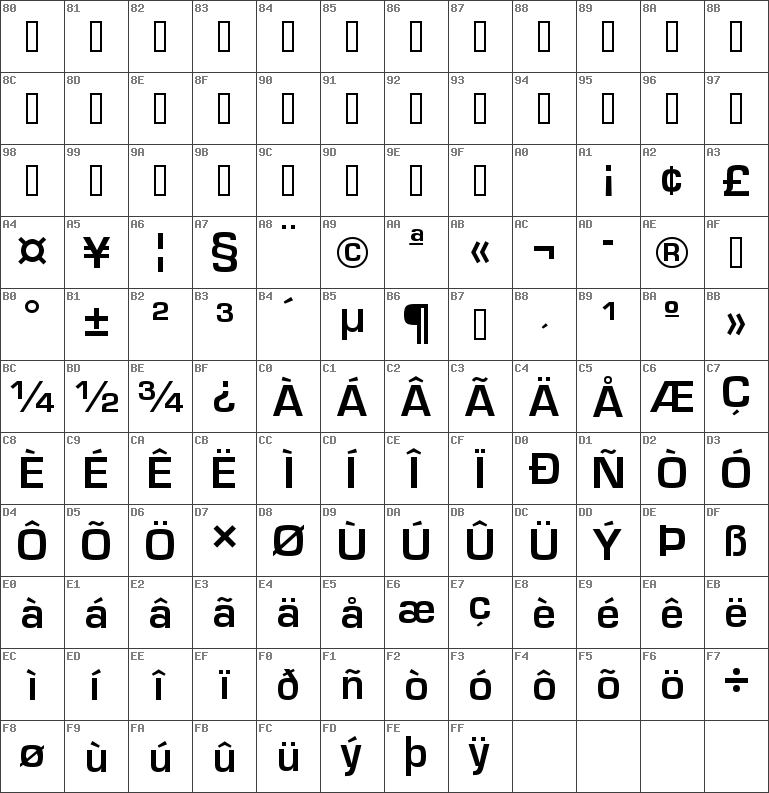 80 81 82 83 84 85 86 87 88 89 8A 8B
8C 8D 8E 8F 90 91 92 93 94 95 96 97
98 99 9A 9B 9C 9D 9E 9F A0 A1 A2 A3
¡ ¢ £
A4 A5 A6 A7 A8 A9 AA AB AC AD AE AF
¤ ¥ ¦ § ¨ © ª « ¬ - ®
B0 B1 B2 B3 B4 B5 B6 B7 B8 B9 BA BB
° ± ² ³ ´ µ ¶ ¸ ¹ º »
BC BD BE BF C0 C1 C2 C3 C4 C5 C6 C7
¼ ½ ¾ ¿ À Á Â Ã Ä Å Æ Ç
C8 C9 CA CB CC CD CE CF D0 D1 D2 D3
È É Ê Ë Ì Í Î Ï Ð Ñ Ò Ó
D4 D5 D6 D7 D8 D9 DA DB DC DD DE DF
Ô Õ Ö × Ø Ù Ú Û Ü Ý Þ ß
E0 E1 E2 E3 E4 E5 E6 E7 E8 E9 EA EB
à á â ã ä å æ ç è é ê ë
EC ED EE EF F0 F1 F2 F3 F4 F5 F6 F7
ì í î ï ð ñ ò ó ô õ ö ÷
F8 F9 FA FB FC FD FE FF
ø ù ú û ü ý þ ÿ